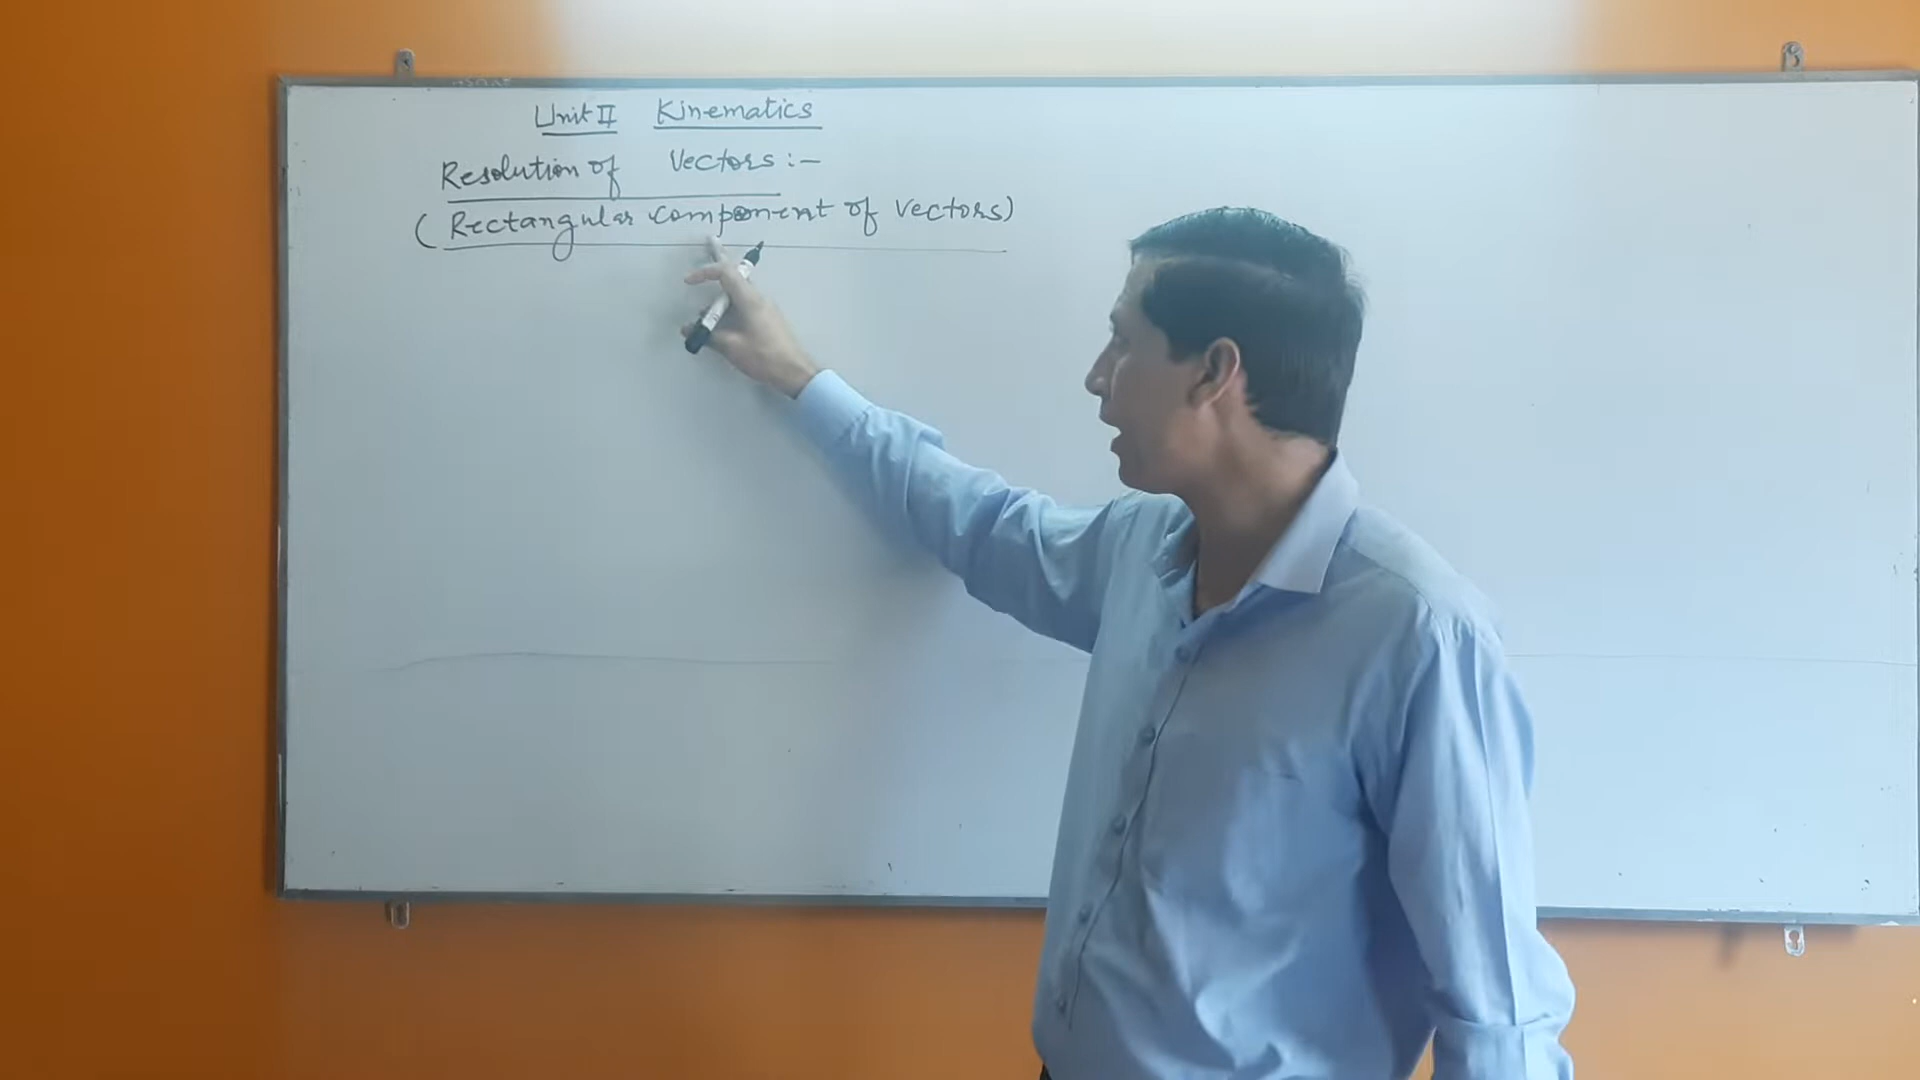 Unit II Kinematics
Resolution of Vectors :-
(Rectangular component of vectors)